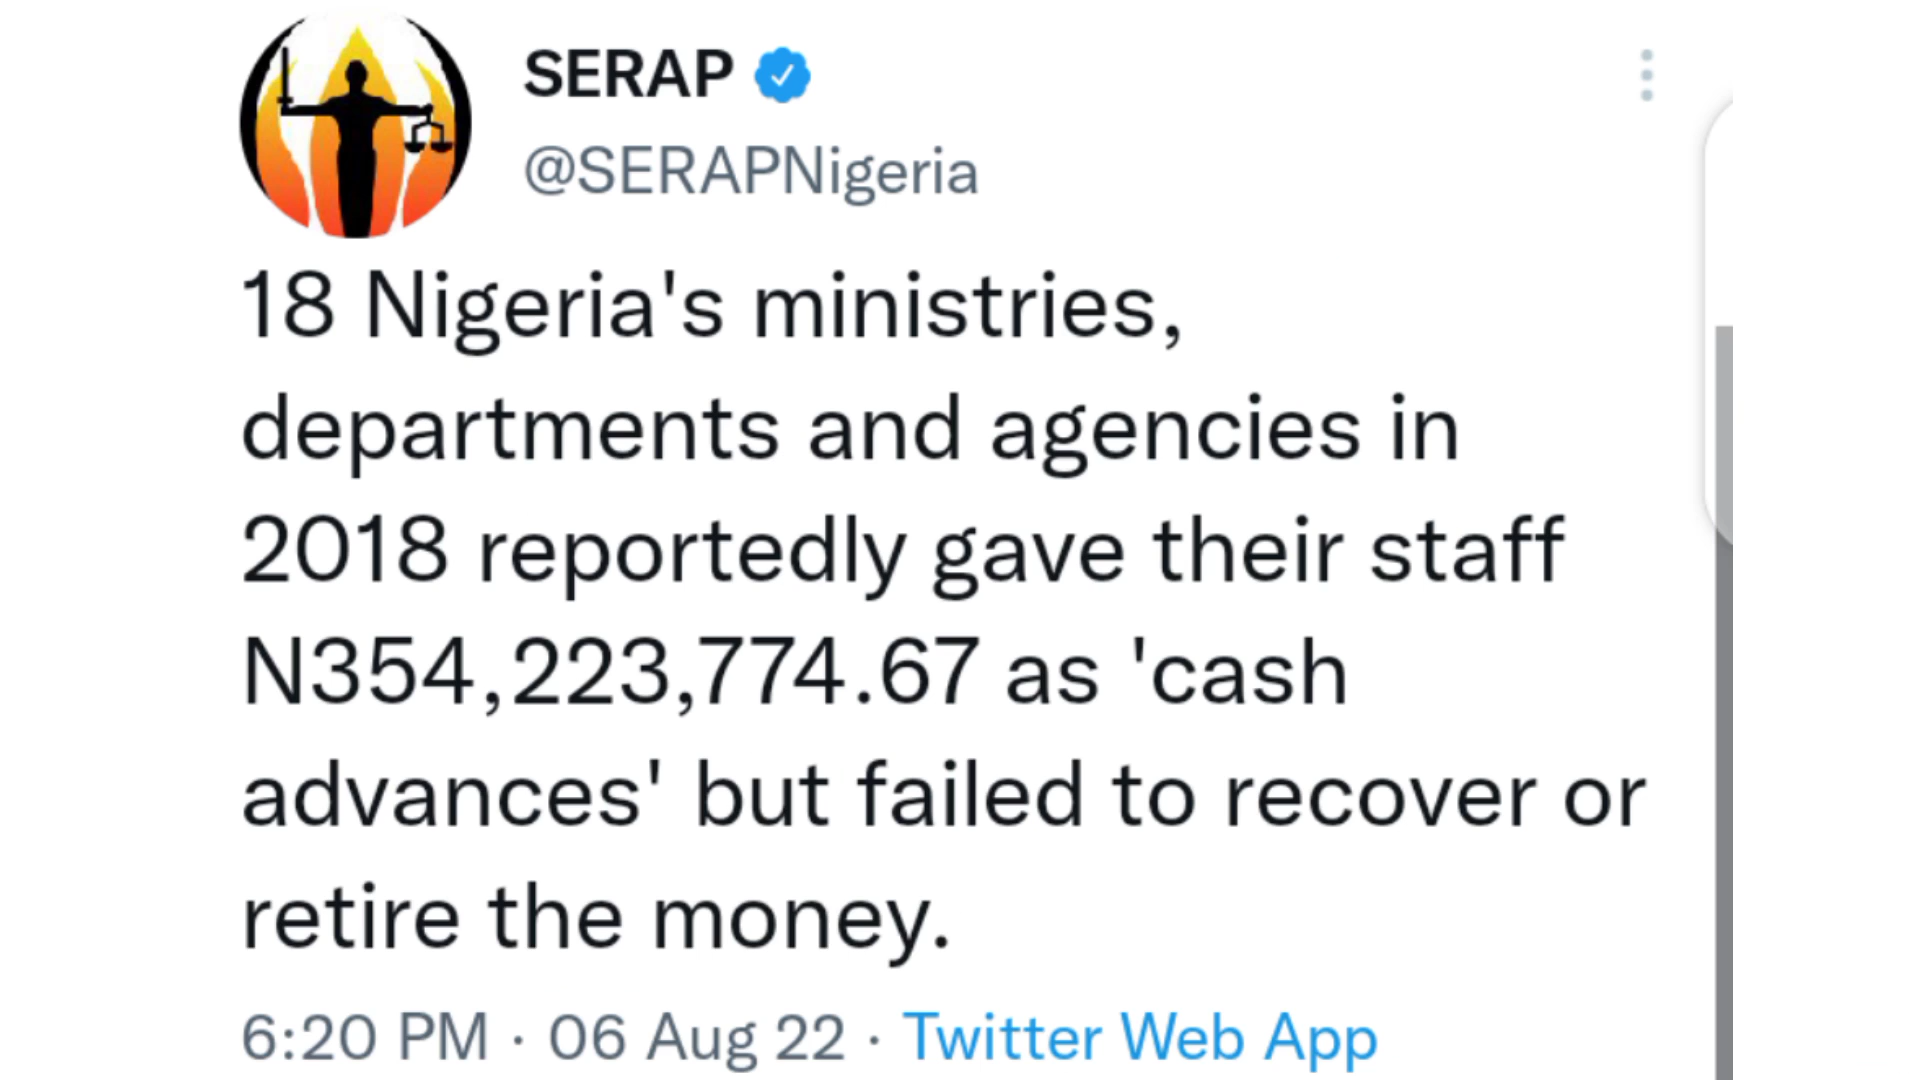 SERAP
@SERAPNigeria
18 Nigeria's ministries,
departments and agencies in
2018 reportedly gave their staff
N354,223,774.67 as 'cash
advances' but failed to recover or
retire the money.
6:20 PM · 06 Aug 22 · Twitter Web App